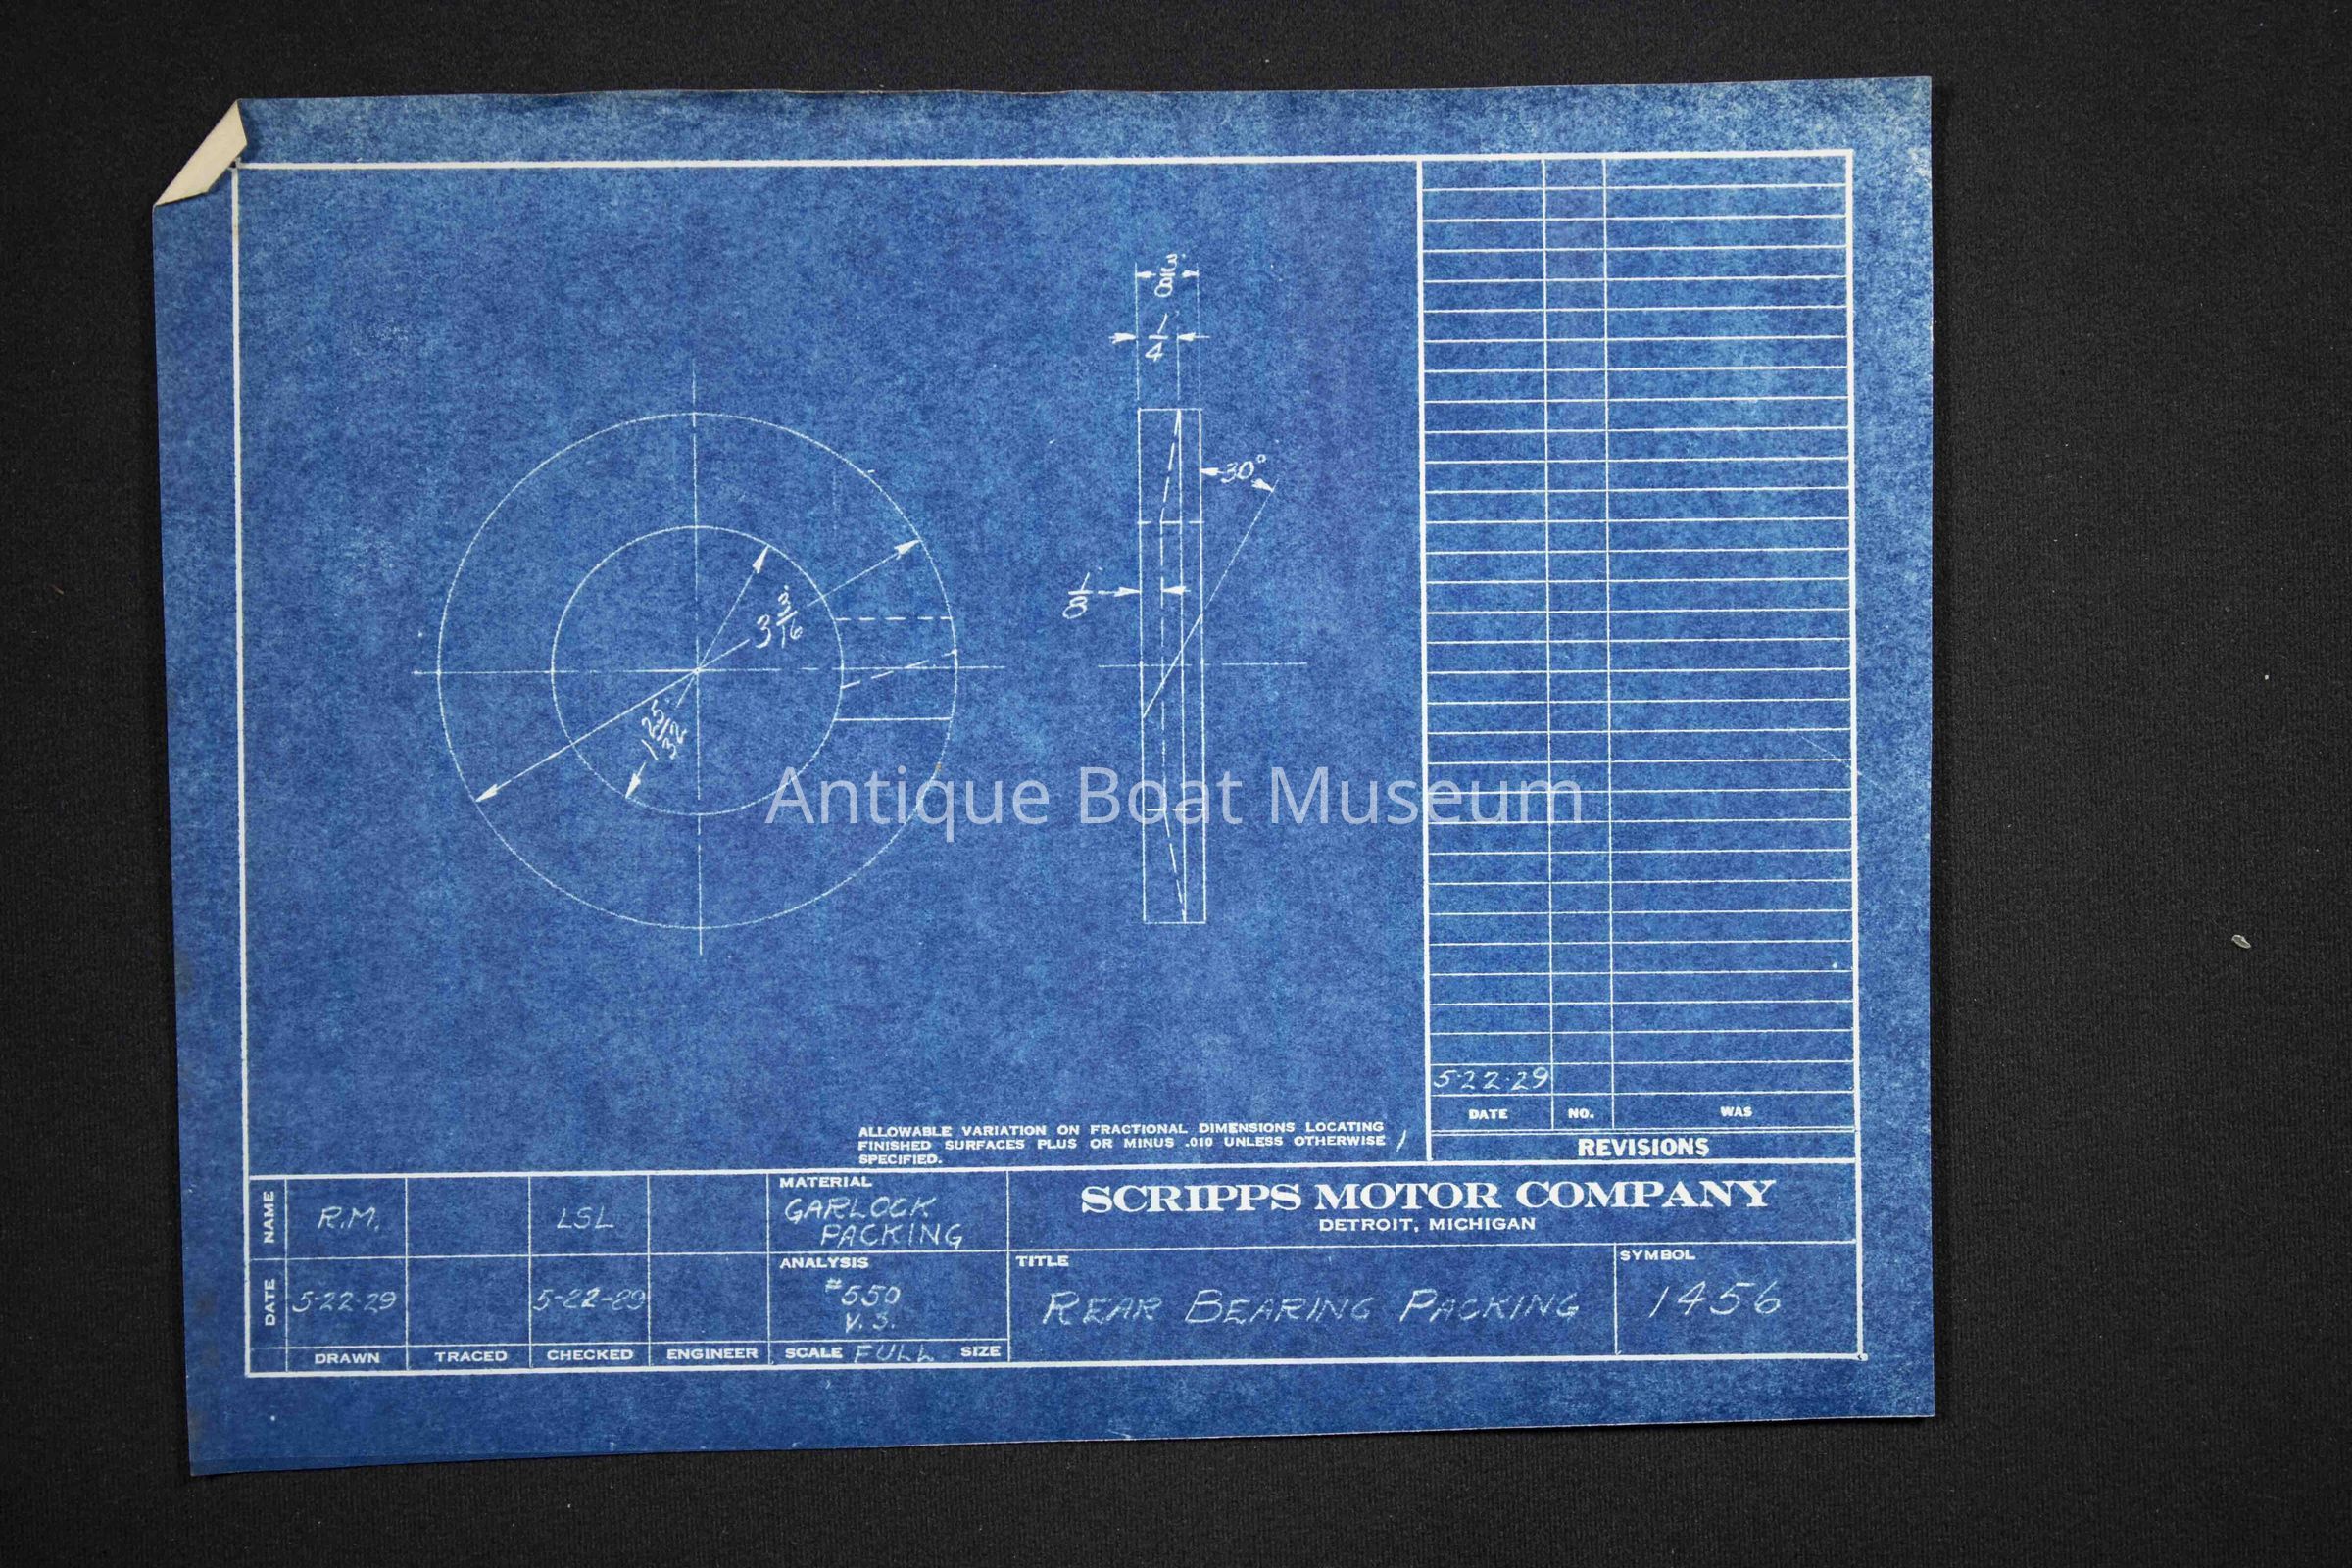 3/8
1/4
30°
1/8
3 3/16
1 25/32
Antique Boat Museum
5-22-29
DATE NO. WAS
REVISIONS
ALLOWABLE VARIATION ON FRACTIONAL DIMENSIONS LOCATING
FINISHED SURFACES PLUS OR MINUS .010 UNLESS OTHERWISE
SPECIFIED.
NAME R.M. LSL
DATE 5-22-29 5-22-29
DRAWN TRACED CHECKED ENGINEER
MATERIAL
GARLOCK
PACKING
ANALYSIS
#550
V.S.
SCALE FULL SIZE
SCRIPPS MOTOR COMPANY
DETROIT, MICHIGAN
TITLE
REAR BEARING PACKING
SYMBOL
1456